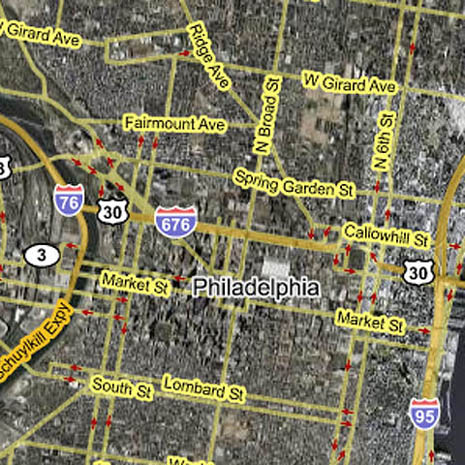 W Girard Ave
Ridge Ave
W Girard Ave
N Broad St
Fairmount Ave
N 6th St
3
Spring Garden St
76
30
676
Callowhill St
3
30
Market St
Philadelphia
Market St
Schuylkill Expy
South St
Lombard St
95